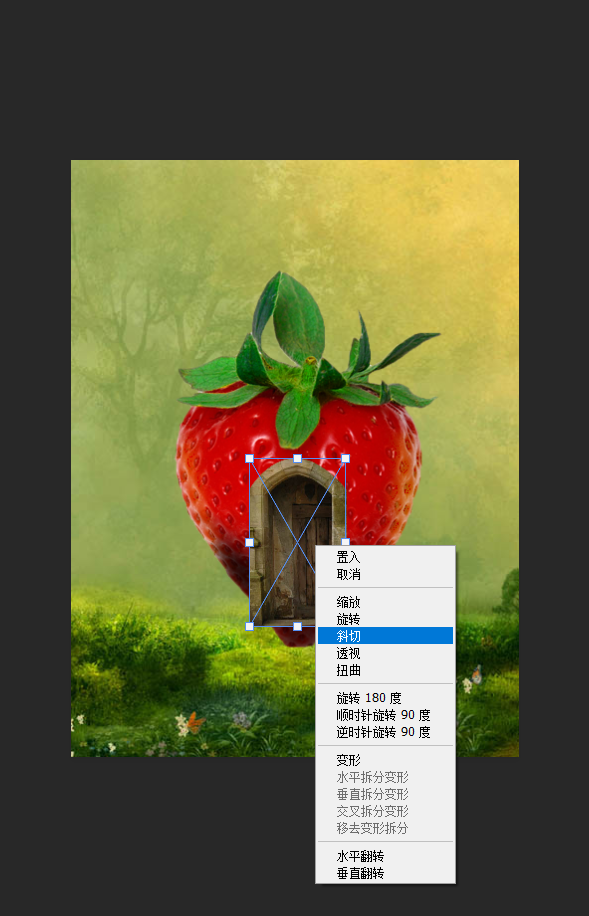 置入
取消
缩放
旋转
斜切
透视
扭曲
旋转 180 度
顺时针旋转 90 度
逆时针旋转 90 度
变形
水平拆分变形
垂直拆分变形
交叉拆分变形
移去变形拆分
水平翻转
垂直翻转